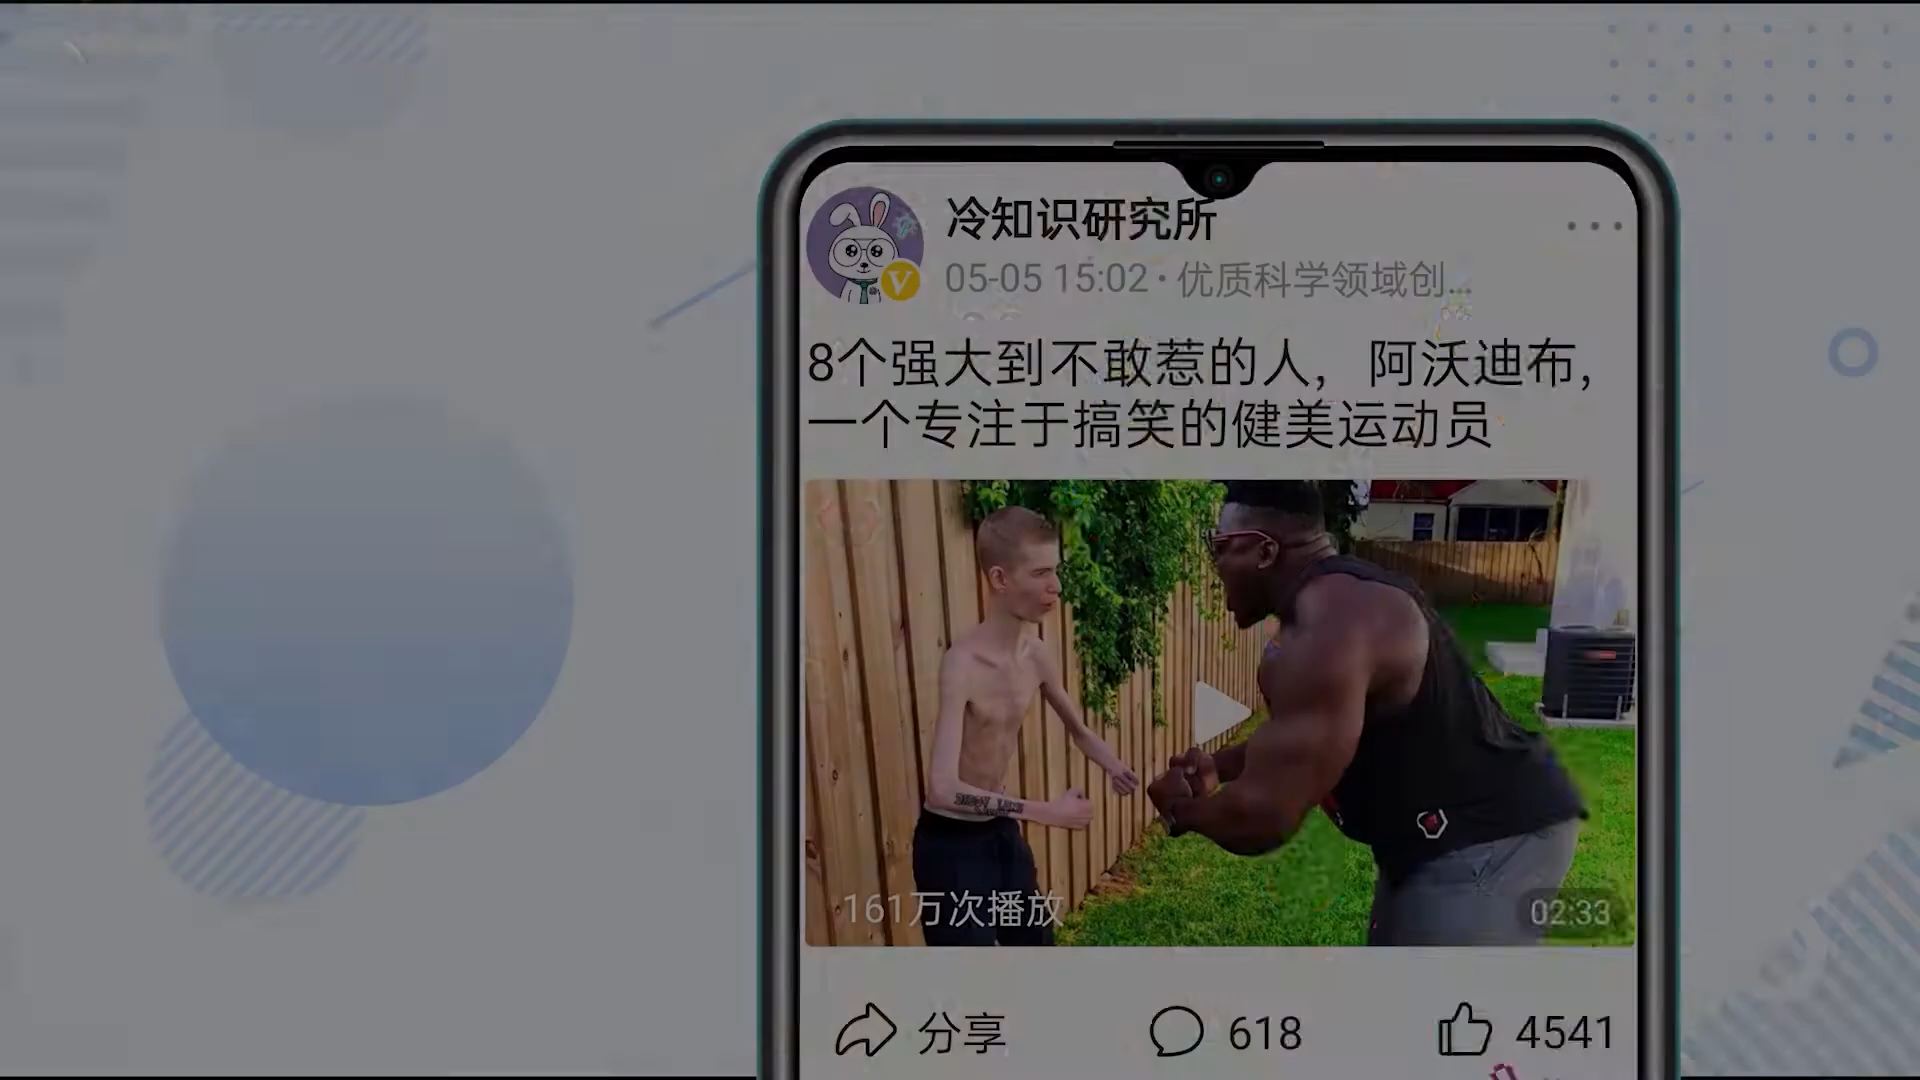 冷知识研究所
05-05 15:02·优质科学领域创...
8个强大到不敢惹的人，阿沃迪布,
一个专注于搞笑的健美运动员
161万次播放
02:33
分享
618
4541